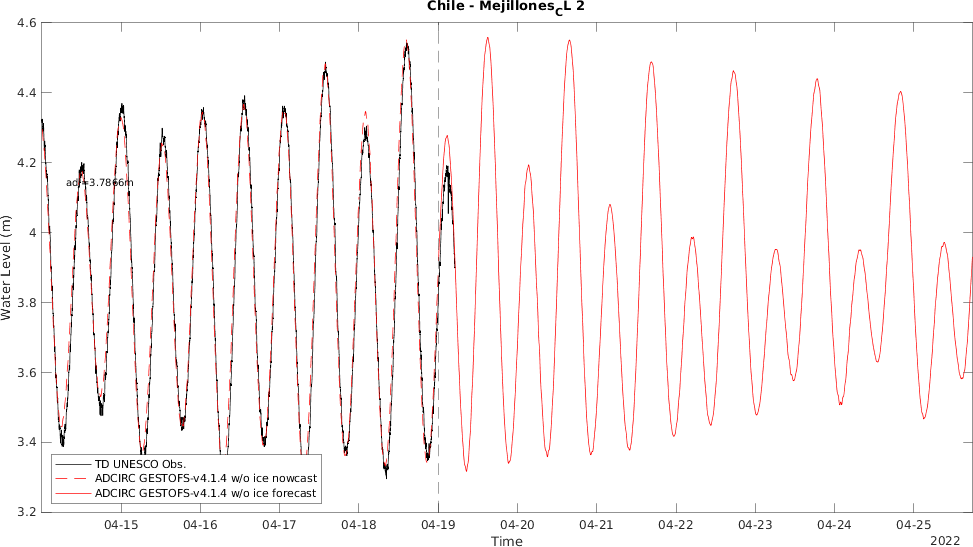 Chile - Mejillones_CL 2
4.6
4.4
4.2
4
3.8
3.6
3.4
3.2
Water Level (m)
adj=3.7866m
TD UNESCO Obs.
ADCIRC GESTOFS-v4.1.4 w/o ice nowcast
ADCIRC GESTOFS-v4.1.4 w/o ice forecast
04-15 04-16 04-17 04-18 04-19 04-20 04-21 04-22 04-23 04-24 04-25
Time
2022